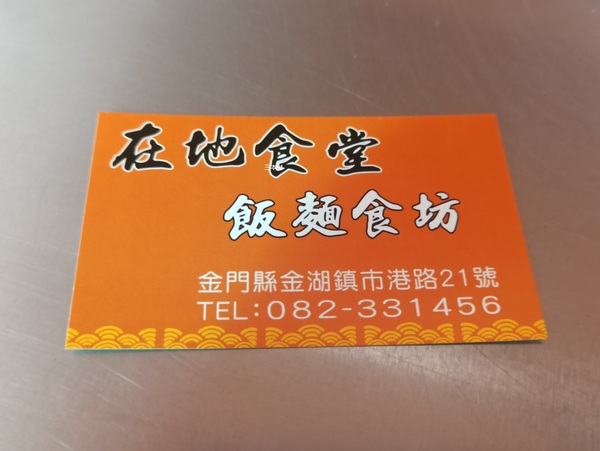 在地食堂
飯麵食坊
金門縣金湖鎮市港路21號
TEL:082-331456